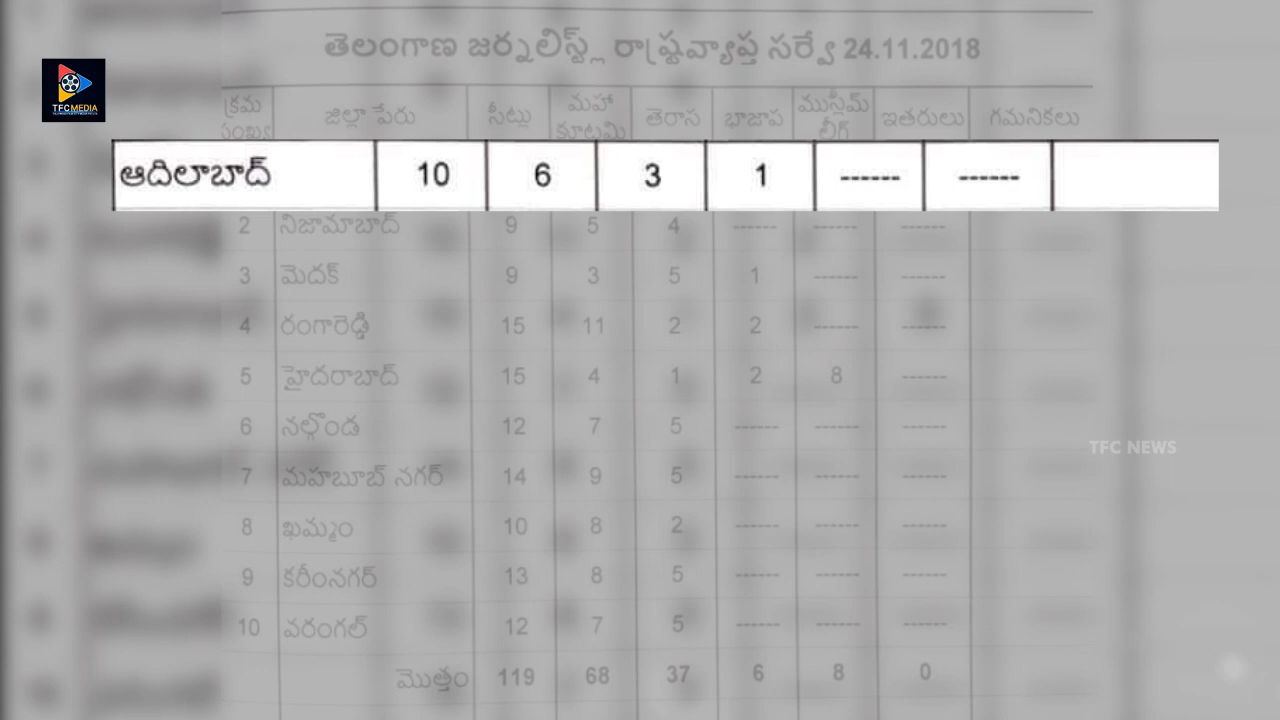 తెలంగాణ జర్నలిస్ట్స్ రాష్ట్రవ్యాప్త సర్వే 24.11.2018
TFC MEDIA
క్రమ సంఖ్య జిల్లా పేరు సీట్లు మహా కూటమి తెరాస భాజాప ముస్లీమ్ లీగ్ ఇతరులు గమనికలు
ఆదిలాబాద్ 10 6 3 1 ------ ------
2 నిజామాబాద్ 9 5 4 ------ ------ ------
3 మెదక్ 9 3 5 1 ------ ------
4 రంగారెడ్డి 15 11 2 2 ------ ------
5 హైదరాబాద్ 15 4 1 2 8 ------
6 నల్గొండ 12 7 5 ------ ------ ------
TFC NEWS
7 మహబూబ్ నగర్ 14 9 5 ------ ------ ------
8 ఖమ్మం 10 8 2 ------ ------ ------
9 కరీంనగర్ 13 8 5 ------ ------ ------
10 వరంగల్ 12 7 5 ------ ------ ------
మొత్తం 119 68 37 6 8 0